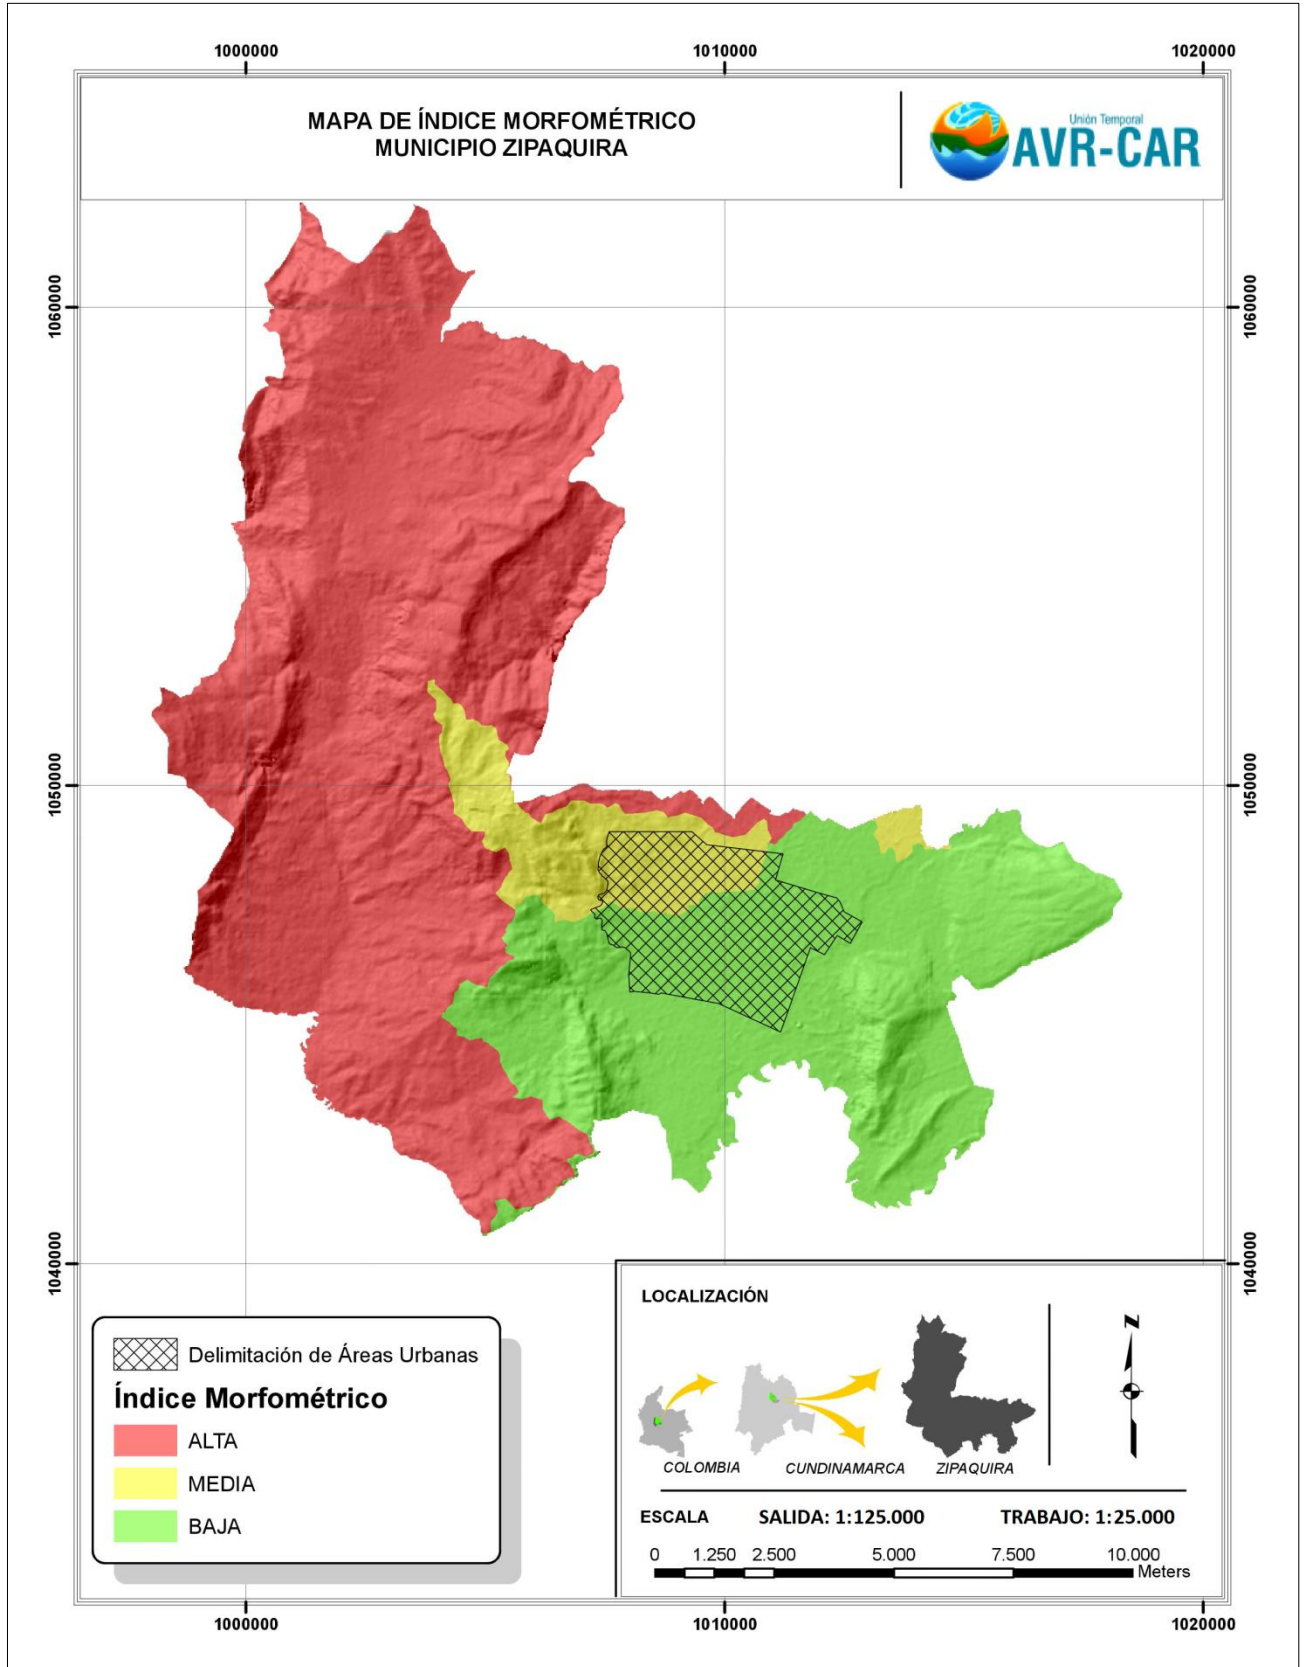 1000000
1010000
1020000
MAPA DE ÍNDICE MORFOMÉTRICO
MUNICIPIO ZIPAQUIRA
Unión Temporal
AVR-CAR
1060000
1060000
1050000
1050000
1040000
1040000
Delimitación de Áreas Urbanas
Índice Morfométrico
ALTA
MEDIA
BAJA
LOCALIZACIÓN
N
COLOMBIA
CUNDINAMARCA
ZIPAQUIRA
ESCALA SALIDA: 1:125.000 TRABAJO: 1:25.000
0 1.250 2.500 5.000 7.500 10.000
Meters
1000000
1010000
1020000